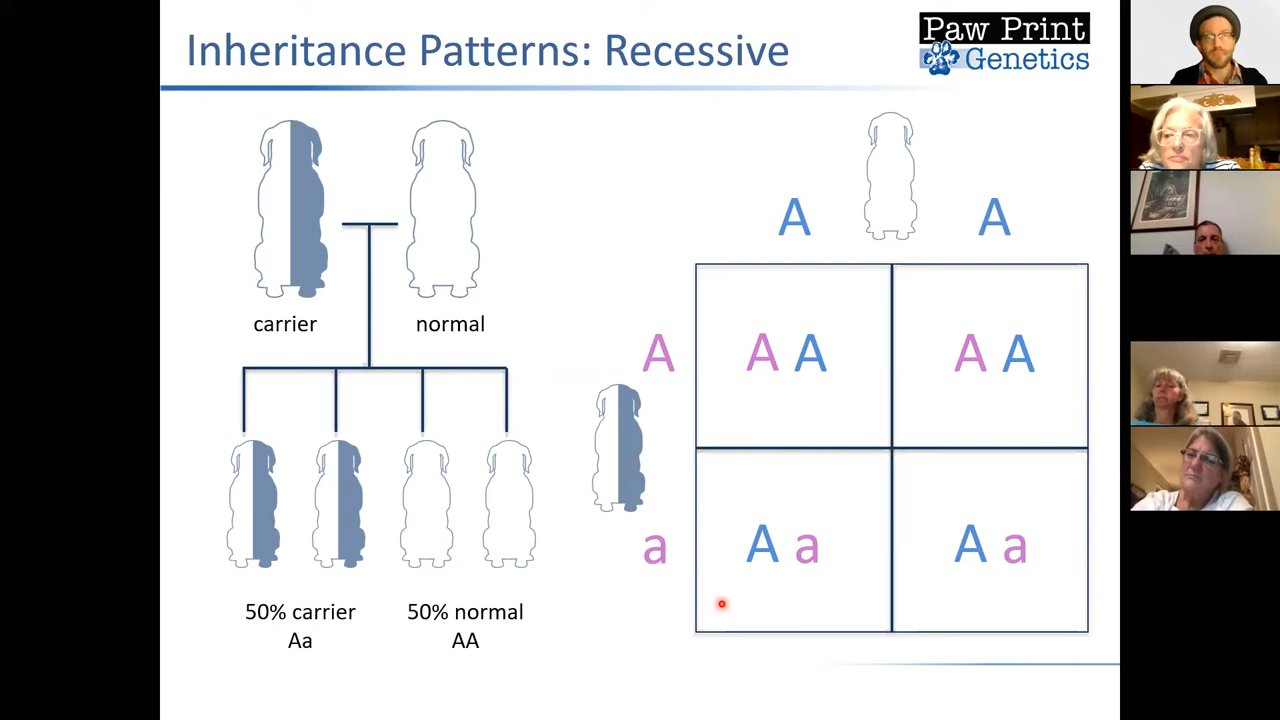 Inheritance Patterns: Recessive
Paw Print
Genetics
carrier
normal
A
A
A
A A
A A
a
A a
A a
50% carrier
Aa
50% normal
AA